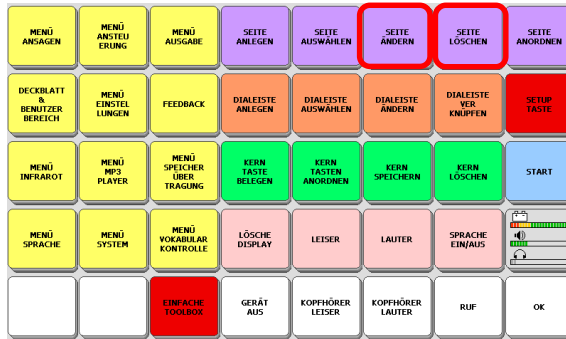 MENÜ
ANSAGEN
MENÜ
ANSTEU
ERUNG
MENÜ
AUSGABE
SEITE
ANLEGEN
SEITE
AUSWÄHLEN
SEITE
ÄNDERN
SEITE
LÖSCHEN
SEITE
ANORDNEN
DECKBLATT
&
BENUTZER
BEREICH
MENÜ
EINSTEL
LUNGEN
FEEDBACK
DIALEISTE
ANLEGEN
DIALEISTE
AUSWÄHLEN
DIALEISTE
ÄNDERN
DIALEISTE
VER
KNÜPFEN
SETUP
TASTE
MENÜ
INFRAROT
MENÜ
MP3
PLAYER
MENÜ
SPEICHER
ÜBER
TRAGUNG
KERN
TASTE
BELEGEN
KERN
TASTEN
ANORDNEN
KERN
SPEICHERN
KERN
LÖSCHEN
START
MENÜ
SPRACHE
MENÜ
SYSTEM
MENÜ
VOKABULAR
KONTROLLE
LÖSCHE
DISPLAY
LEISER
LAUTER
SPRACHE
EIN/AUS
EINFACHE
TOOLBOX
GERÄT
AUS
KOPFHÖRER
LEISER
KOPFHÖRER
LAUTER
RUF
OK